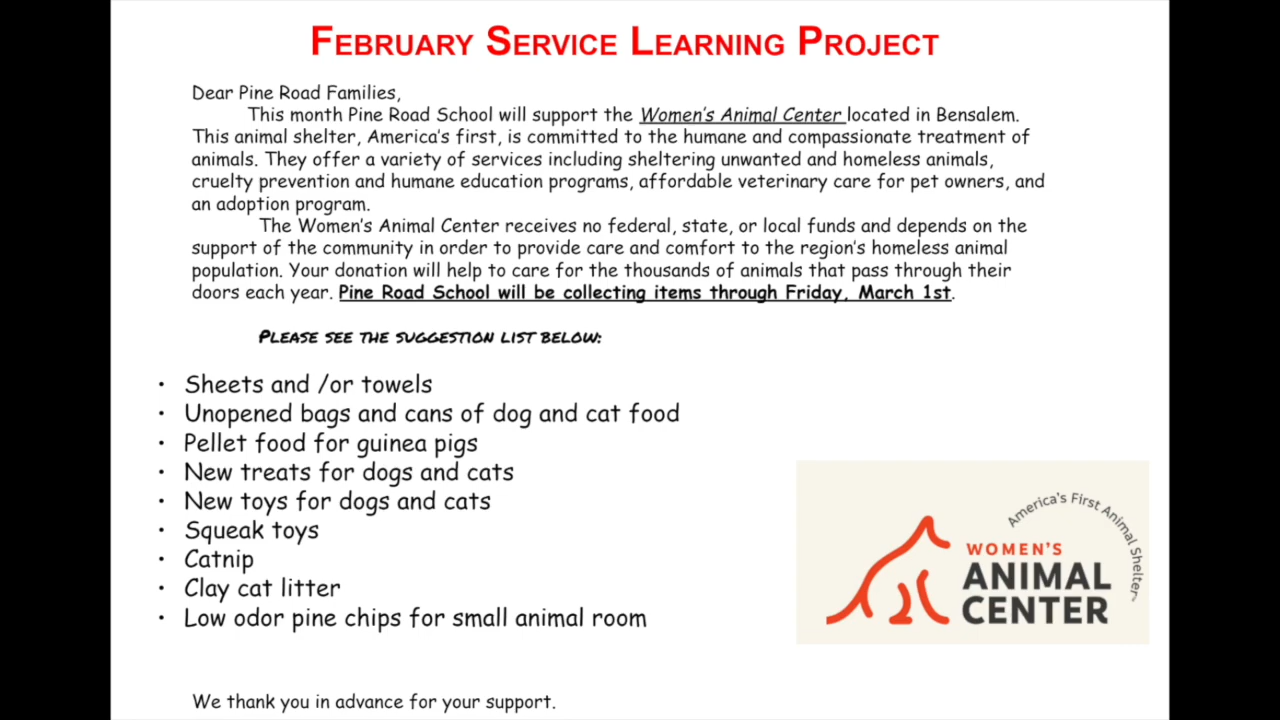 FEBRUARY SERVICE LEARNING PROJECT
Dear Pine Road Families,
This month Pine Road School will support the Women's Animal Center located in Bensalem.
This animal shelter, America's first, is committed to the humane and compassionate treatment of
animals. They offer a variety of services including sheltering unwanted and homeless animals,
cruelty prevention and humane education programs, affordable veterinary care for pet owners, and
an adoption program.
The Women's Animal Center receives no federal, state, or local funds and depends on the
support of the community in order to provide care and comfort to the region's homeless animal
population. Your donation will help to care for the thousands of animals that pass through their
doors each year. Pine Road School will be collecting items through Friday, March 1st.
PLEASE SEE THE SUGGESTION LIST BELOW:
• Sheets and /or towels
• Unopened bags and cans of dog and cat food
• Pellet food for guinea pigs
• New treats for dogs and cats
• New toys for dogs and cats
• Squeak toys
• Catnip
• Clay cat litter
• Low odor pine chips for small animal room
America's First Animal Shelter™
WOMEN'S
ANIMAL
CENTER
We thank you in advance for your support.